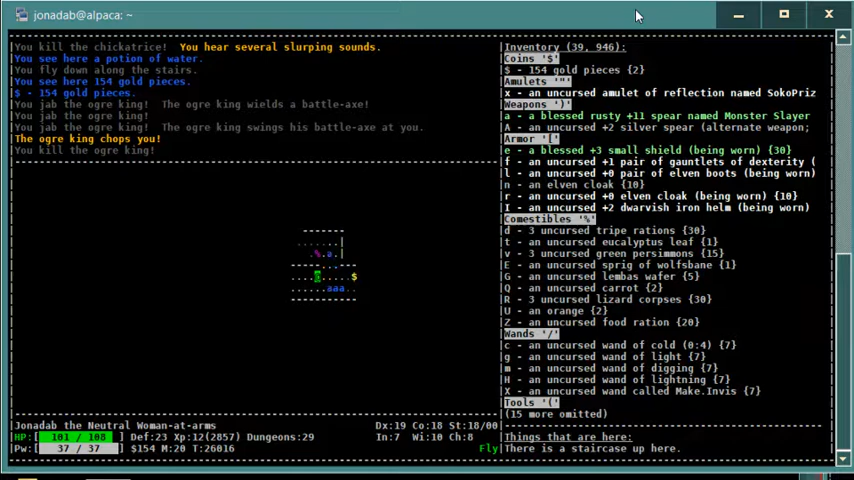 jonadab@alpaca: ~
You kill the chickatrice!  You hear several slurping sounds.
You see here a potion of water.
You fly down along the stairs.
You see here 154 gold pieces.
$ - 154 gold pieces.
You jab the ogre king!  The ogre king wields a battle-axe!
You jab the ogre king!
You jab the ogre king!  The ogre king swings his battle-axe at you.
The ogre king chops you!
You kill the ogre king!
Inventory (39, 946):
Coins '$'
$ - 154 gold pieces {2}
Amulets '"'
x - an uncursed amulet of reflection named SokoPriz
Weapons ')'
a - a blessed rusty +11 spear named Monster Slayer
A - an uncursed +2 silver spear (alternate weapon;
Armor '['
e - a blessed +3 small shield (being worn) {30}
f - an uncursed +1 pair of gauntlets of dexterity (
l - an uncursed +0 pair of elven boots (being worn)
n - an elven cloak {10}
r - an uncursed +0 elven cloak (being worn) {10}
I - an uncursed +2 dwarvish iron helm (being worn)
Comestibles '%'
d - 3 uncursed tripe rations {30}
t - an uncursed eucalyptus leaf {1}
v - 3 uncursed green persimmons {15}
E - an uncursed sprig of wolfsbane {1}
G - an uncursed lembas wafer {5}
Q - an uncursed carrot {2}
R - 3 uncursed lizard corpses {30}
U - an orange {2}
Z - an uncursed food ration {20}
Wands '/'
c - an uncursed wand of cold (0:4) {7}
g - an uncursed wand of light {7}
m - an uncursed wand of digging {7}
H - an uncursed wand of lightning {7}
X - an uncursed wand called Make.Invis {7}
Tools '('
(15 more omitted)
Things that are here:
There is a staircase up here.
Jonadab the Neutral Woman-at-arms Dx:19 Co:18 St:18/00
HP:[ 101 / 108 ] Def:23 Xp:12(2857) Dungeons:29 In:7 Wi:10 Ch:8
Pw:[ 37 / 37 ] $154 M:20 T:26016 Fly